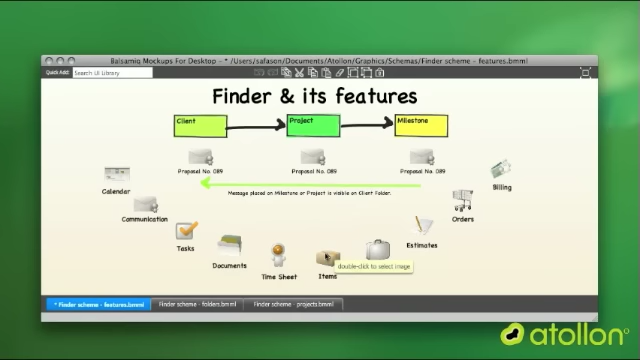 Balsamiq Mockups For Desktop - * /Users/safason/Documents/Atollon/Graphics/Schemas/Finder scheme - features.bmml
Quick Add: Search UI Library
Finder & its features
Client Project Milestone
Proposal No. 089 Proposal No. 089 Proposal No. 089
Message placed on Milestone or Project is visible on Client Folder.
Calendar
Billing
Communication
Orders
Tasks
Estimates
Documents
Time Sheet
Items
double-click to select image
* Finder scheme - features.bmml Finder scheme - folders.bmml Finder scheme - projects.bmml
atollon